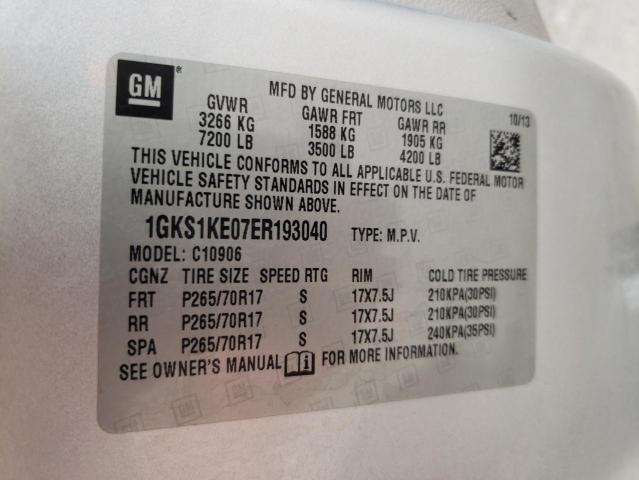 GM®
MFD BY GENERAL MOTORS LLC
10/13
GVWR GAWR FRT GAWR RR
3266 KG 1588 KG 1905 KG
7200 LB 3500 LB 4200 LB
THIS VEHICLE CONFORMS TO ALL APPLICABLE U.S. FEDERAL MOTOR
VEHICLE SAFETY STANDARDS IN EFFECT ON THE DATE OF
MANUFACTURE SHOWN ABOVE.
1GKS1KE07ER193040 TYPE: M.P.V.
MODEL: C10906
CGNZ TIRE SIZE SPEED RTG RIM COLD TIRE PRESSURE
FRT P265/70R17 S 17X7.5J 210KPA(30PSI)
RR P265/70R17 S 17X7.5J 210KPA(30PSI)
SPA P265/70R17 S 17X7.5J 240KPA(35PSI)
SEE OWNER'S MANUAL i FOR MORE INFORMATION.